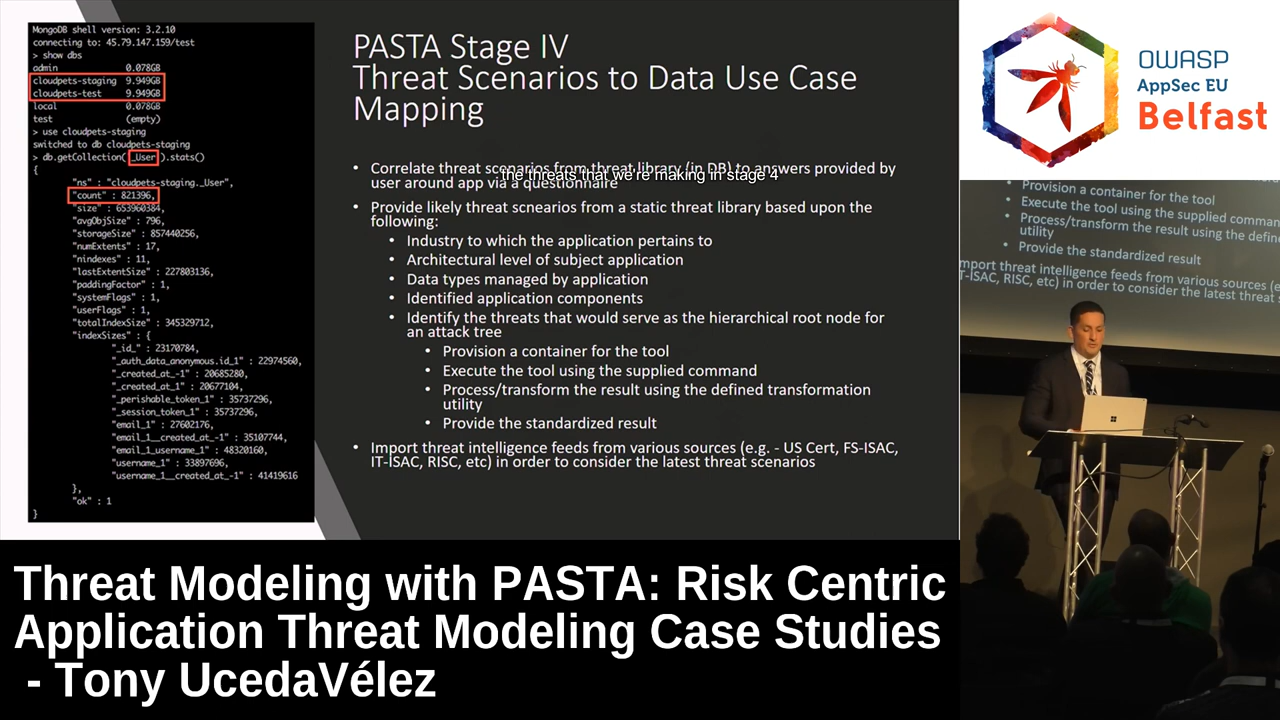 MongoDB shell version: 3.2.10
connecting to: 45.79.147.159/test
> show dbs
admin 0.078GB
cloudpets-staging 9.949GB
cloudpets-test 9.949GB
local 0.078GB
test (empty)
> use cloudpets-staging
switched to db cloudpets-staging
> db.getCollection('_User').stats()
{
"ns" : "cloudpets-staging._User",
"count" : 821396,
"size" : 653960384,
"avgObjSize" : 796,
"storageSize" : 857440256,
"numExtents" : 17,
"nindexes" : 11,
"lastExtentSize" : 227803136,
"paddingFactor" : 1,
"systemFlags" : 1,
"userFlags" : 1,
"totalIndexSize" : 345329712,
"indexSizes" : {
"_id_" : 23170784,
"_auth_data_anonymous.id_1" : 22974560,
"_created_at_-1" : 20685280,
"_created_at_1" : 20677104,
"_perishable_token_1" : 35737296,
"_session_token_1" : 35737296,
"email_1" : 27602176,
"email_1__created_at_-1" : 35107744,
"email_1_username_1" : 48320160,
"username_1" : 33897696,
"username_1__created_at_-1" : 41419616
},
"ok" : 1
}
PASTA Stage IV
Threat Scenarios to Data Use Case
Mapping
• Correlate threat scenarios from threat library (in DB) to answers provided by
user around app via a questionnaire
the threats that we're making in stage 4
• Provide likely threat scnearios from a static threat library based upon the
following:
• Industry to which the application pertains to
• Architectural level of subject application
• Data types managed by application
• Identified application components
• Identify the threats that would serve as the hierarchical root node for
an attack tree
• Provision a container for the tool
• Execute the tool using the supplied command
• Process/transform the result using the defined transformation
utility
• Provide the standardized result
• Import threat intelligence feeds from various sources (e.g. - US Cert, FS-ISAC,
IT-ISAC, RISC, etc) in order to consider the latest threat scenarios
OWASP
AppSec EU
Belfast
• Provision a container for the tool
• Execute the tool using the supplied comman
• Process/transform the result using the defin
utility
• Provide the standardized result
mport threat intelligence feeds from various sources (e
T-ISAC, RISC, etc) in order to consider the latest threat s
Threat Modeling with PASTA: Risk Centric
Application Threat Modeling Case Studies
- Tony UcedaVélez